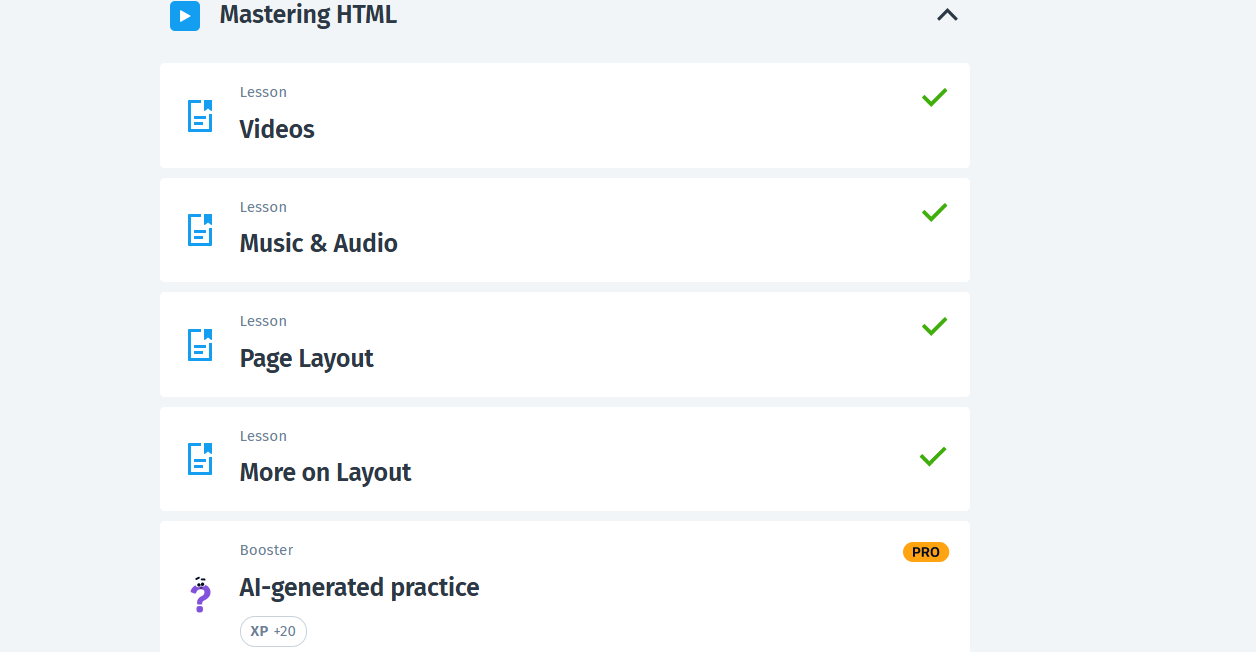 Mastering HTML
Lesson
Videos
Lesson
Music & Audio
Lesson
Page Layout
Lesson
More on Layout
Booster
PRO
AI-generated practice
XP +20